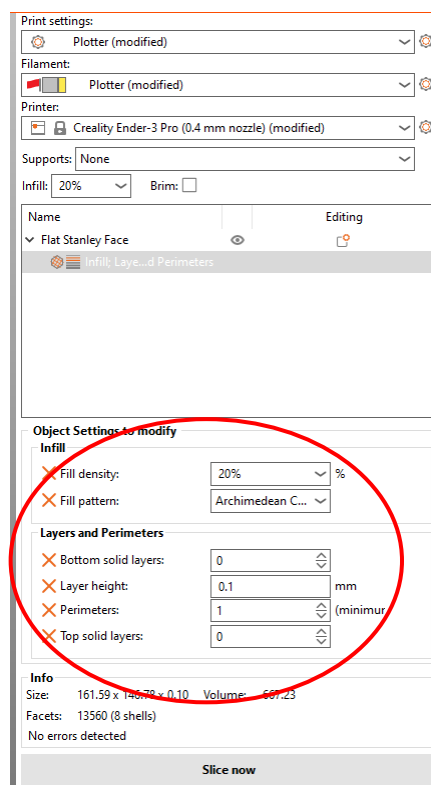 Print settings:
Plotter (modified)
Filament:
Plotter (modified)
Printer:
Creality Ender-3 Pro (0.4 mm nozzle) (modified)
Supports: None
Infill: 20% Brim:
Name Editing
Flat Stanley Face
Infill; Laye...d Perimeters
Object Settings to modify
Infill
Fill density: 20% %
Fill pattern: Archimedean C...
Layers and Perimeters
Bottom solid layers: 0
Layer height: 0.1 mm
Perimeters: 1 (minimur
Top solid layers: 0
Info
Size: 161.59 x 146.78 x 0.10 Volume: 667.23
Facets: 13560 (8 shells)
No errors detected
Slice now